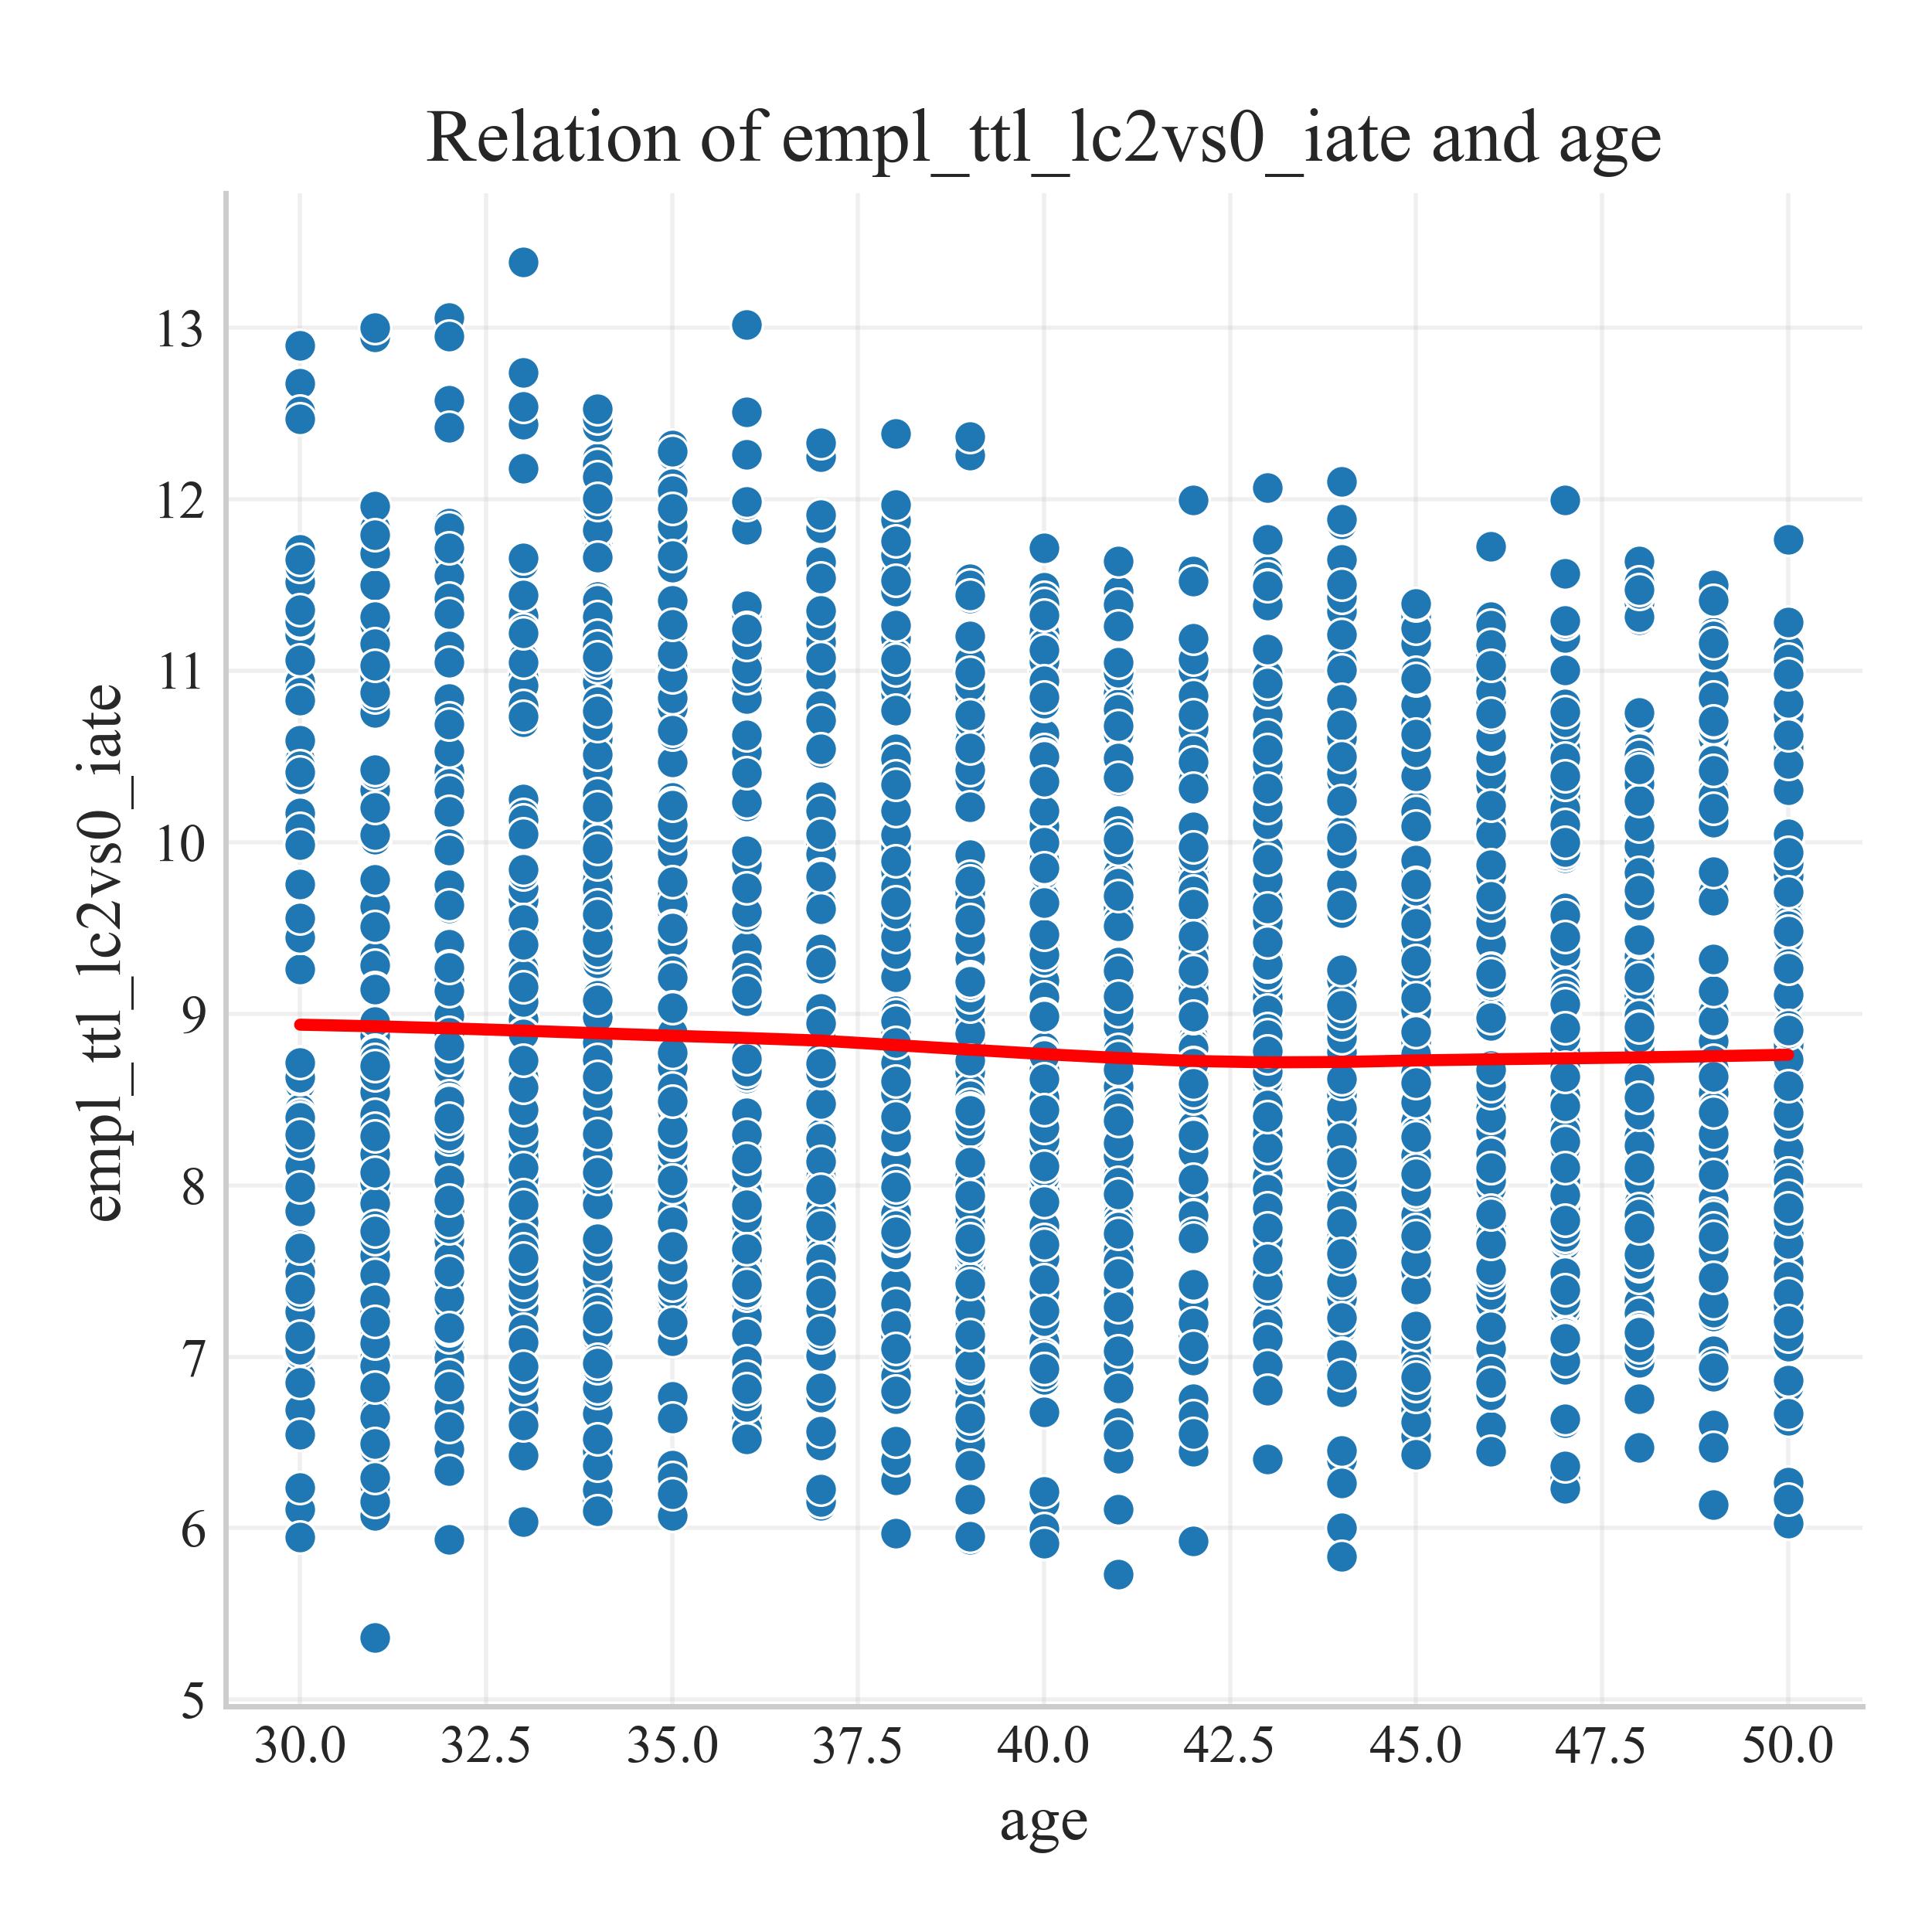 Relation of empl_ttl_lc2vs0_iate and age
empl_ttl_lc2vs0_iate
13
12
11
10
9
8
7
6
5
30.0 32.5 35.0 37.5 40.0 42.5 45.0 47.5 50.0
age